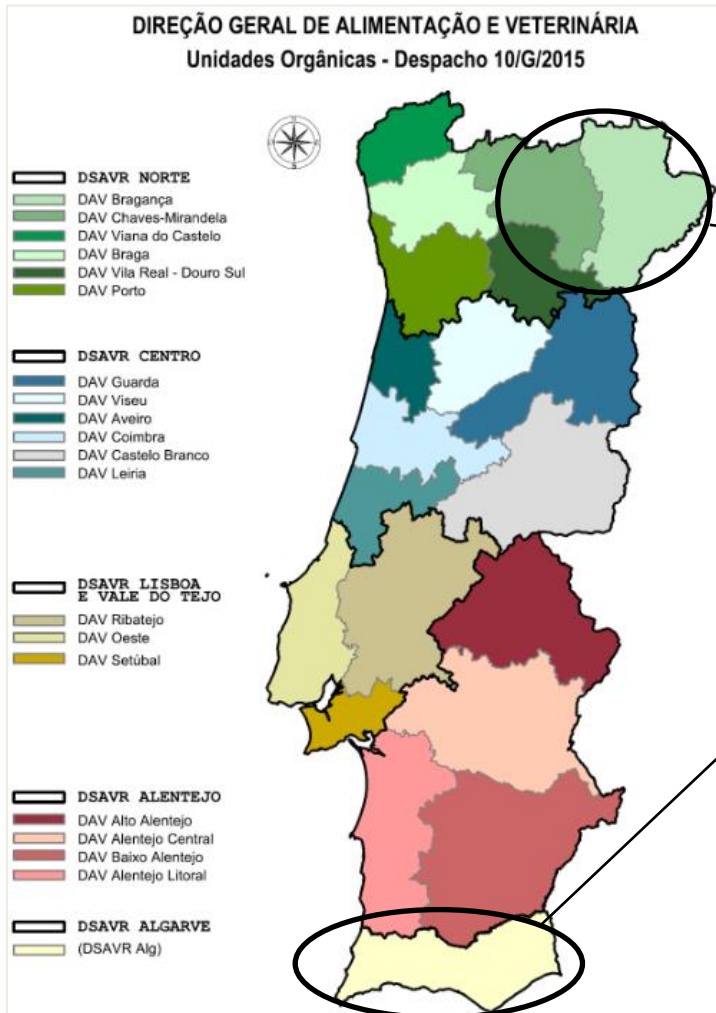 DIREÇÃO GERAL DE ALIMENTAÇÃO E VETERINÁRIA
Unidades Orgânicas - Despacho 10/G/2015
DSAVR NORTE
DAV Bragança
DAV Chaves-Mirandela
DAV Viana do Castelo
DAV Braga
DAV Vila Real - Douro Sul
DAV Porto
DSAVR CENTRO
DAV Guarda
DAV Viseu
DAV Aveiro
DAV Coimbra
DAV Castelo Branco
DAV Leiria
DSAVR LISBOA
E VALE DO TEJO
DAV Ribatejo
DAV Oeste
DAV Setúbal
DSAVR ALENTEJO
DAV Alto Alentejo
DAV Alentejo Central
DAV Baixo Alentejo
DAV Alentejo Litoral
DSAVR ALGARVE
(DSAVR Alg)